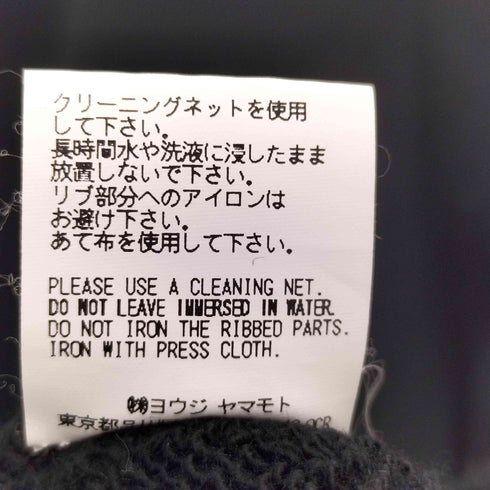 クリーニングネットを使用
して下さい。
長時間水や洗液に浸したまま
放置しないで下さい。
リブ部分へのアイロンは
お避け下さい。
あて布を使用して下さい。
PLEASE USE A CLEANING NET.
DO NOT LEAVE IMMERSED IN WATER.
DO NOT IRON THE RIBBED PARTS.
IRON WITH PRESS CLOTH.
㈱ヨウジ ヤマモト
東京都品川